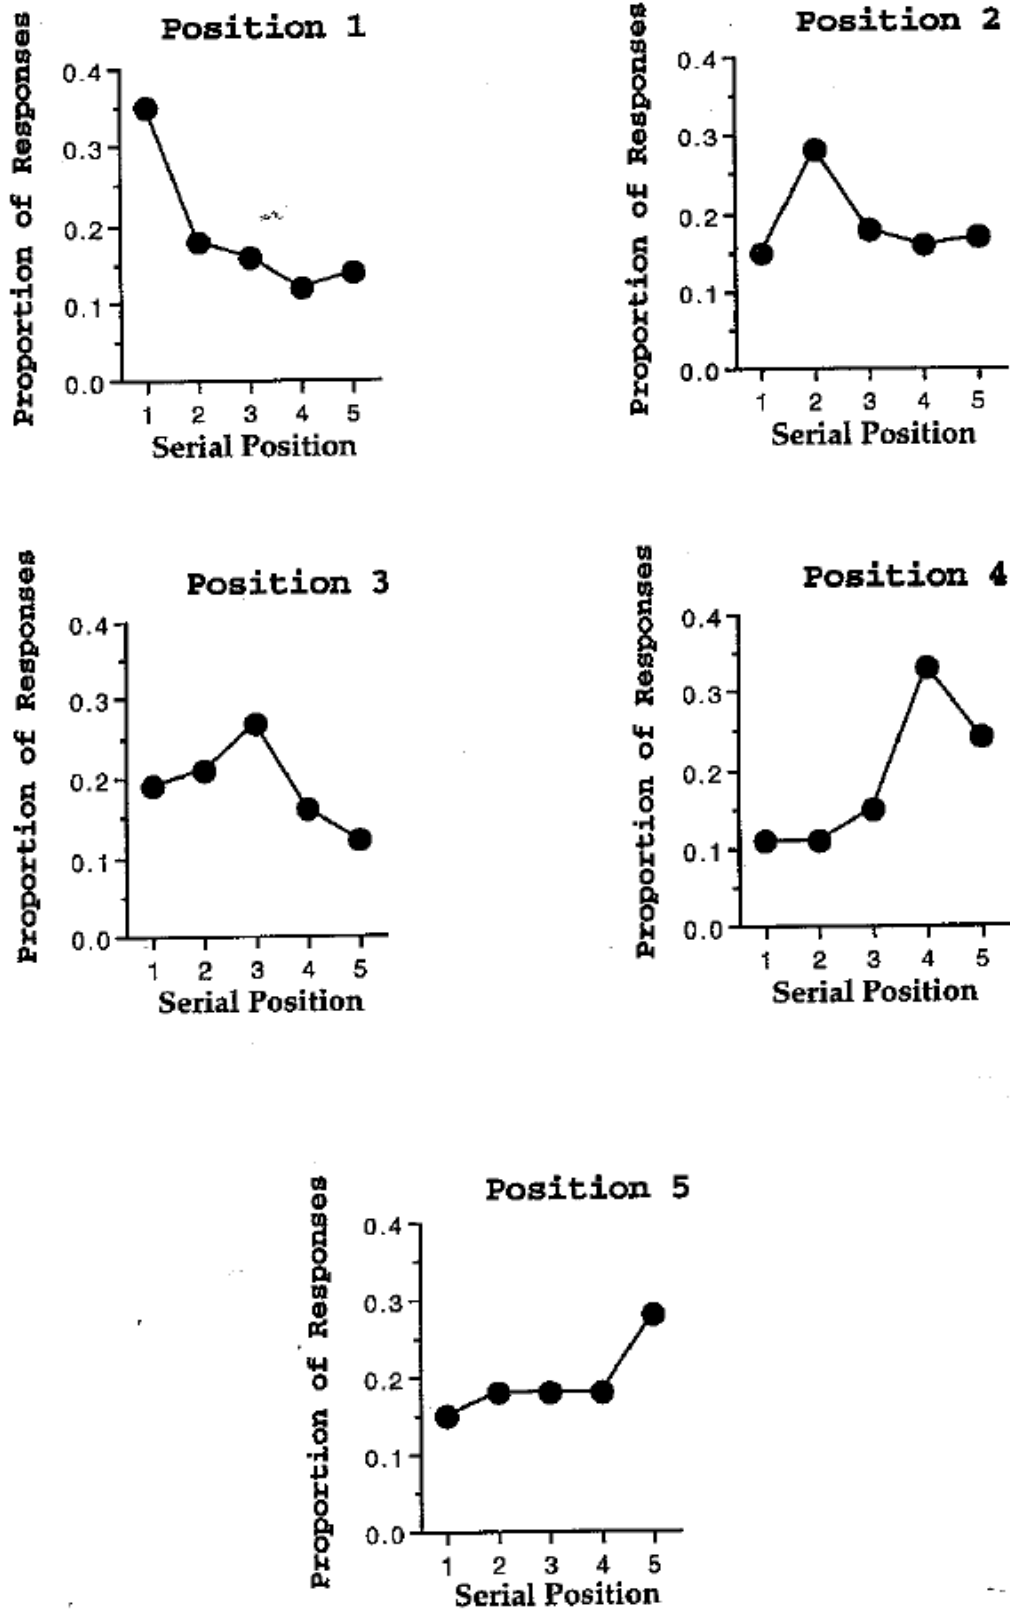 Position 1
Proportion of Responses
0.4
0.3
0.2
0.1
0.0
1 2 3 4 5
Serial Position
Position 2
Proportion of Responses
0.4
0.3
0.2
0.1
0.0
1 2 3 4 5
Serial Position
Position 3
Proportion of Responses
0.4
0.3
0.2
0.1
0.0
1 2 3 4 5
Serial Position
Position 4
Proportion of Responses
0.4
0.3
0.2
0.1
0.0
1 2 3 4 5
Serial Position
Position 5
Proportion of Responses
0.4
0.3
0.2
0.1
0.0
1 2 3 4 5
Serial Position